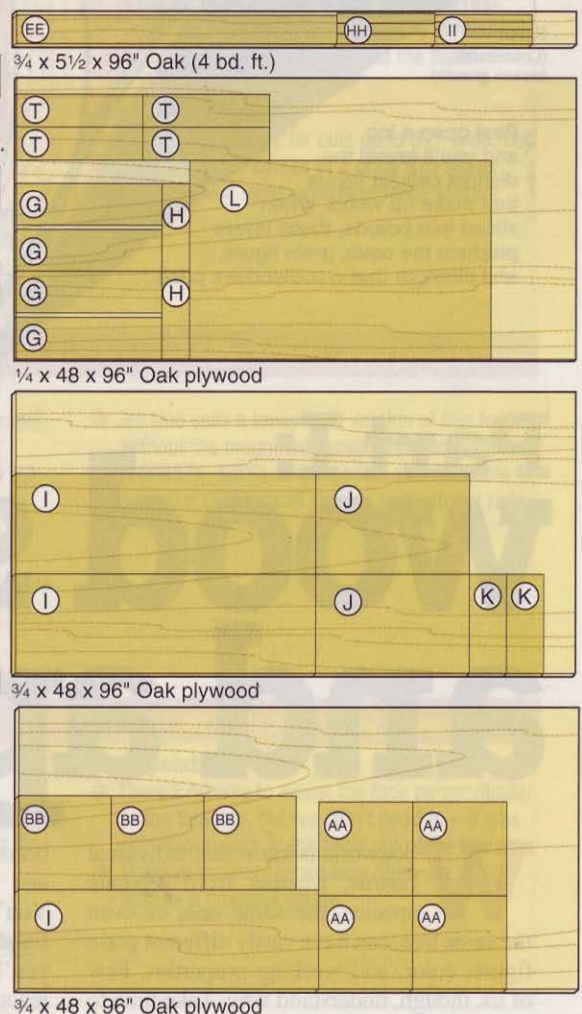 EE HH II
¾ x 5½ x 96" Oak (4 bd. ft.)
T T
T T
L
G H
G
G H
G
¼ x 48 x 96" Oak plywood
I J
I J K K
¾ x 48 x 96" Oak plywood
BB BB BB AA AA
I AA AA
¾ x 48 x 96" Oak plywood